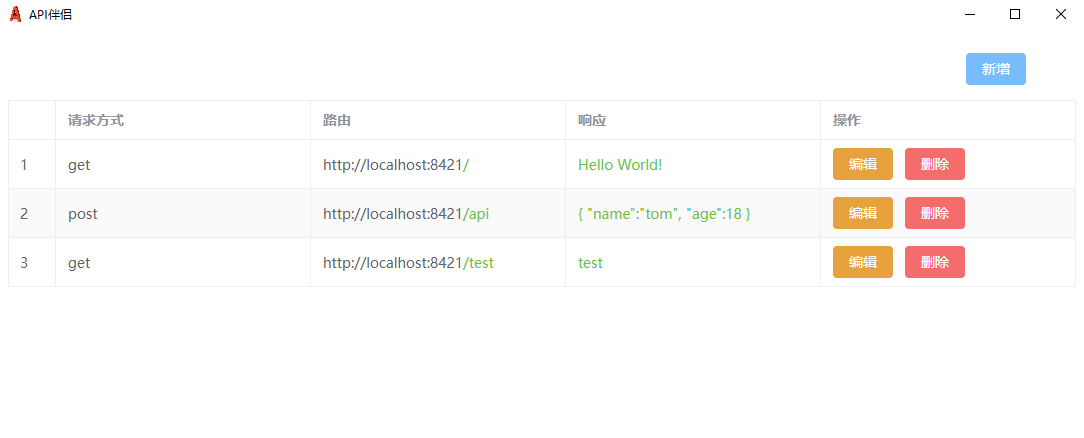 API伴侣
新增
请求方式 路由 响应 操作
1 get http://localhost:8421/ Hello World! 编辑 删除
2 post http://localhost:8421/api { "name":"tom", "age":18 } 编辑 删除
3 get http://localhost:8421/test test 编辑 删除